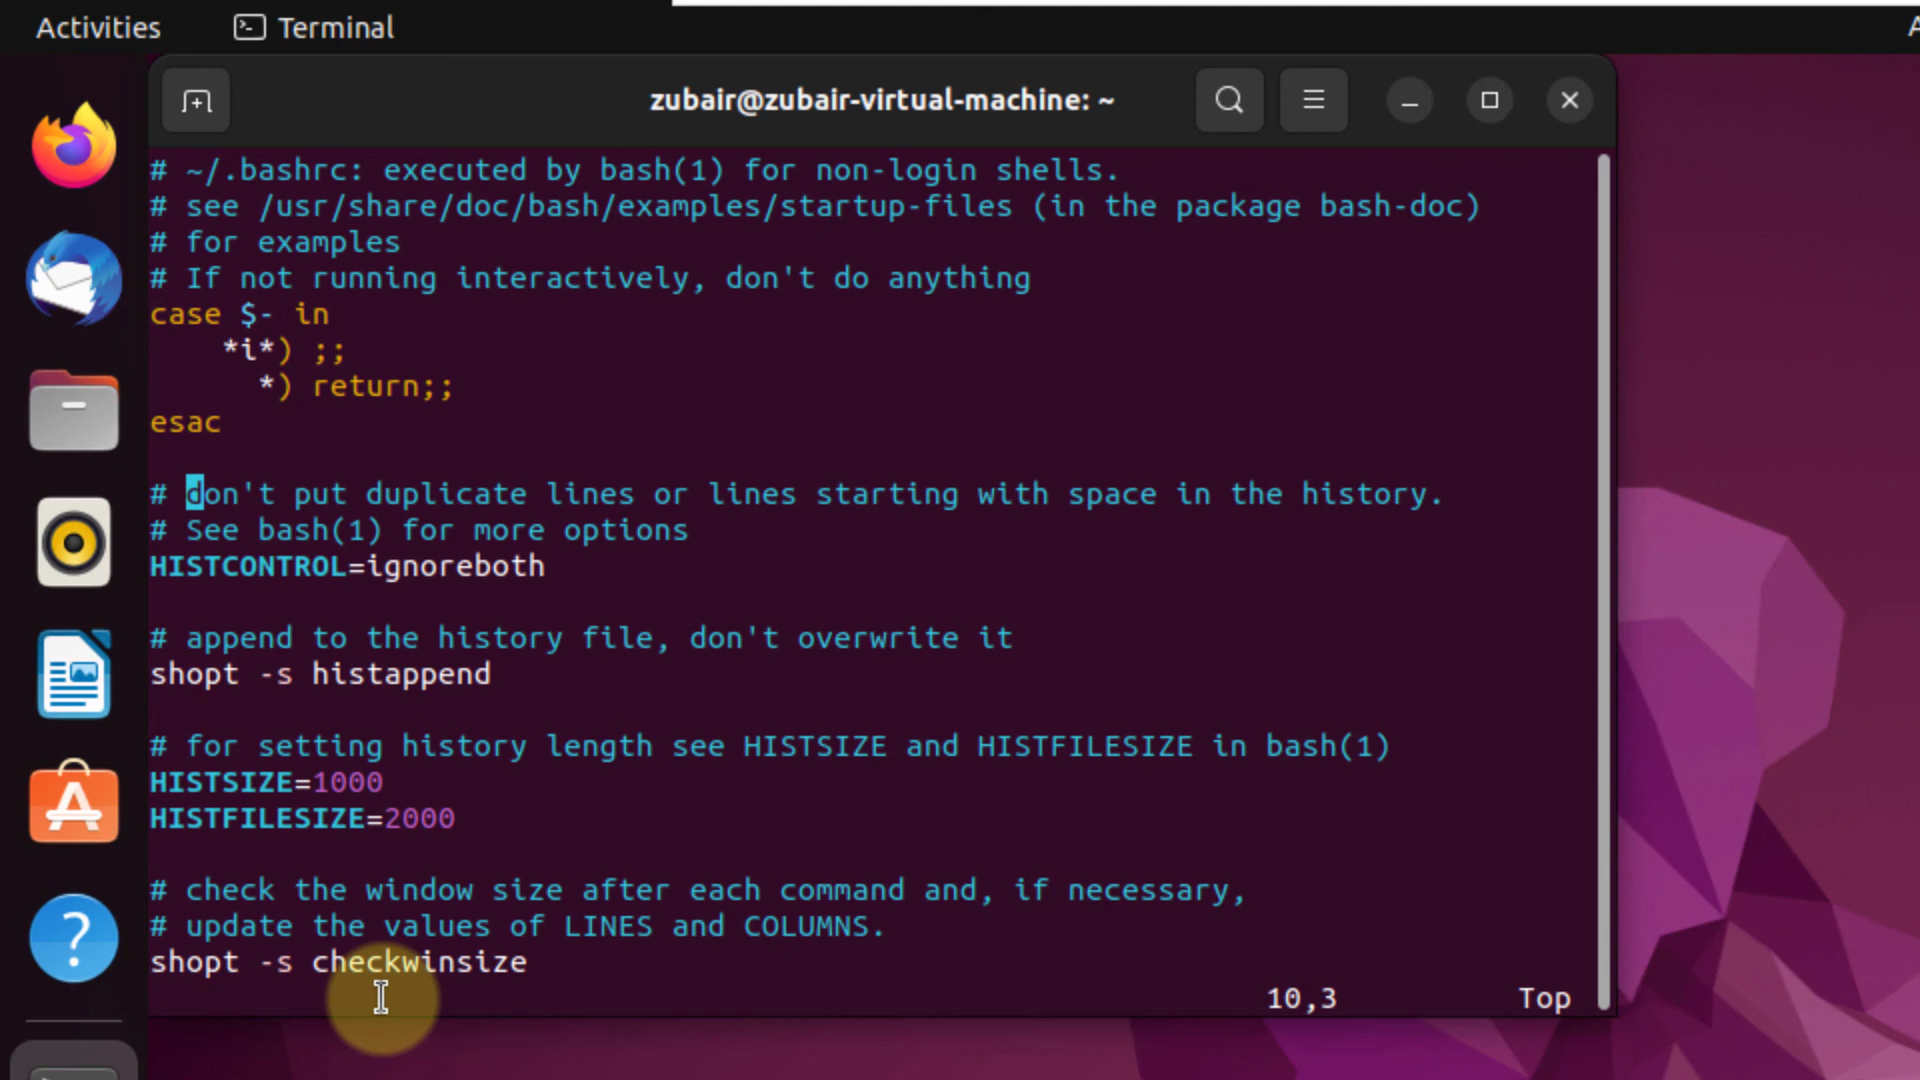 Activities Terminal A
zubair@zubair-virtual-machine: ~
# ~/.bashrc: executed by bash(1) for non-login shells.
# see /usr/share/doc/bash/examples/startup-files (in the package bash-doc)
# for examples
# If not running interactively, don't do anything
case $- in
    *i*) ;;
      *) return;;
esac
# don't put duplicate lines or lines starting with space in the history.
# See bash(1) for more options
HISTCONTROL=ignoreboth
# append to the history file, don't overwrite it
shopt -s histappend
# for setting history length see HISTSIZE and HISTFILESIZE in bash(1)
HISTSIZE=1000
HISTFILESIZE=2000
# check the window size after each command and, if necessary,
# update the values of LINES and COLUMNS.
shopt -s checkwinsize
10,3 Top